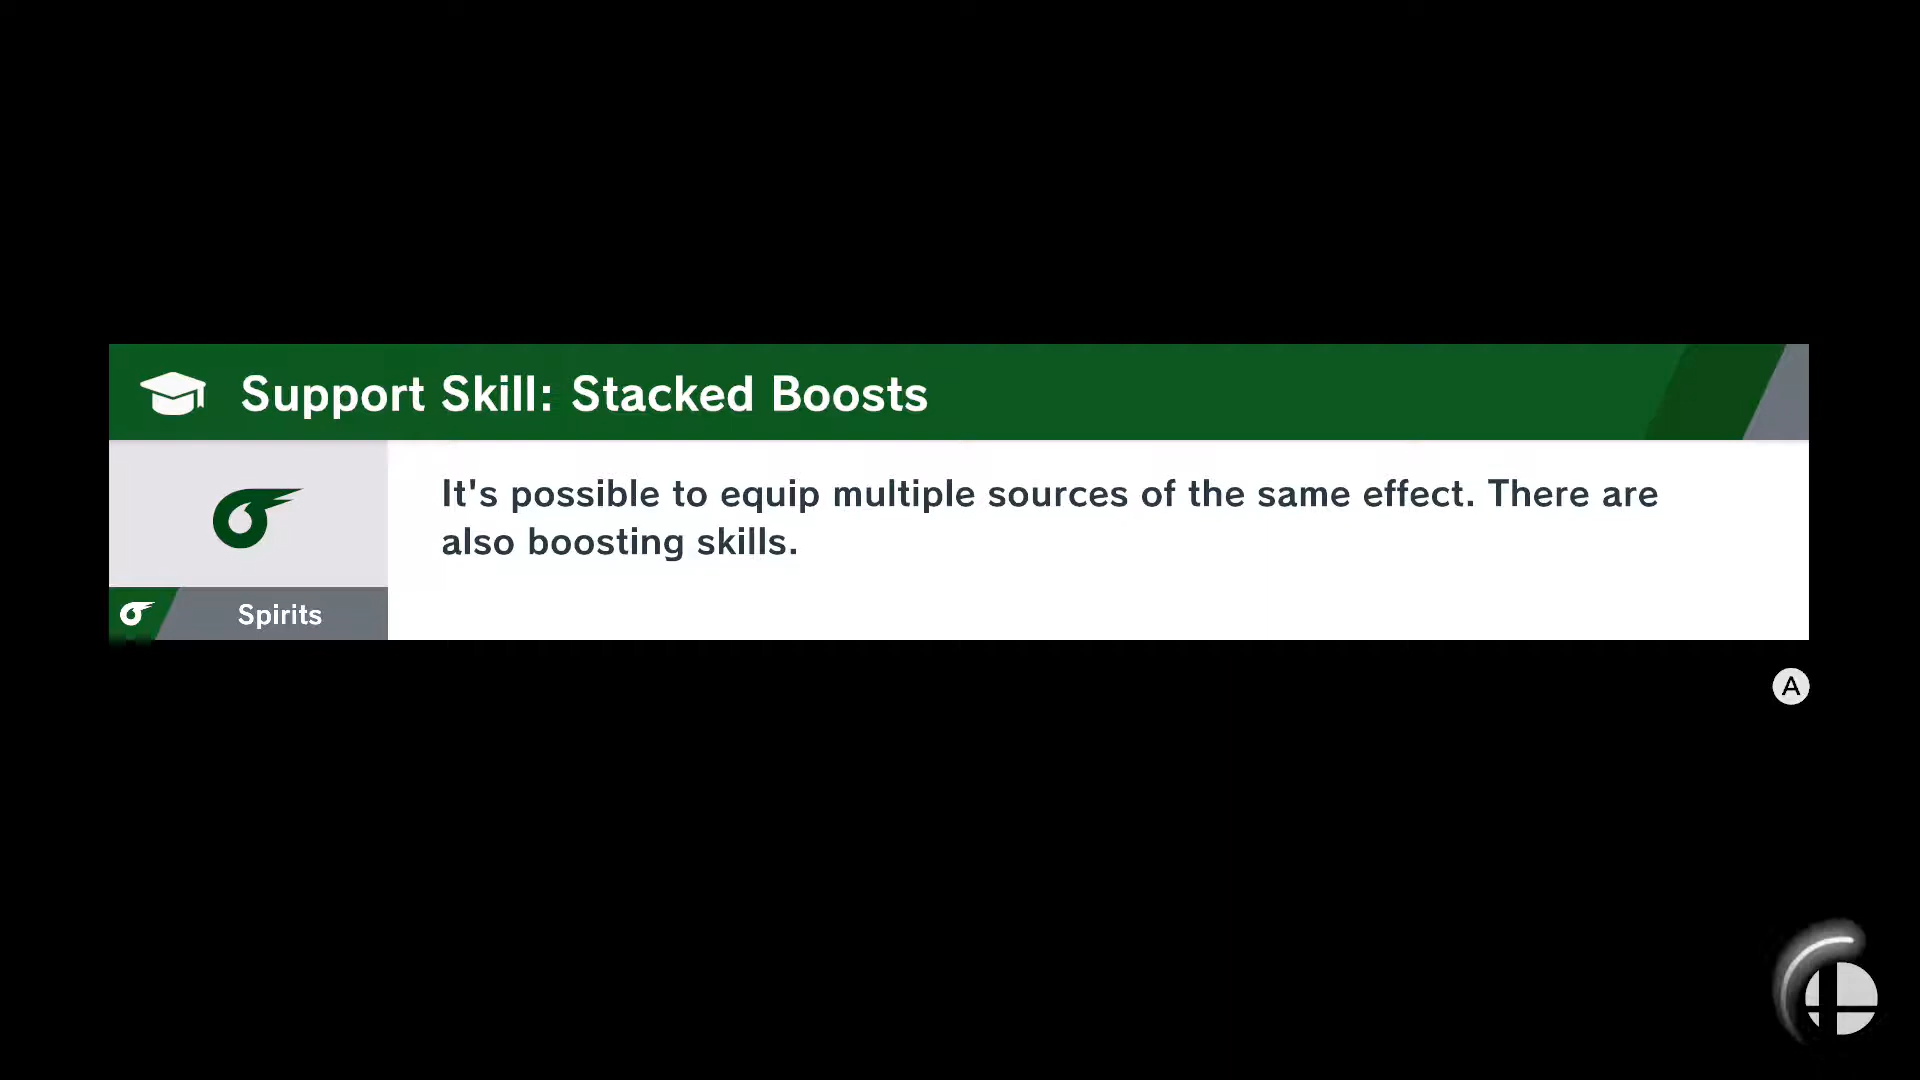 Support Skill: Stacked Boosts
It's possible to equip multiple sources of the same effect. There are
also boosting skills.
Spirits
A